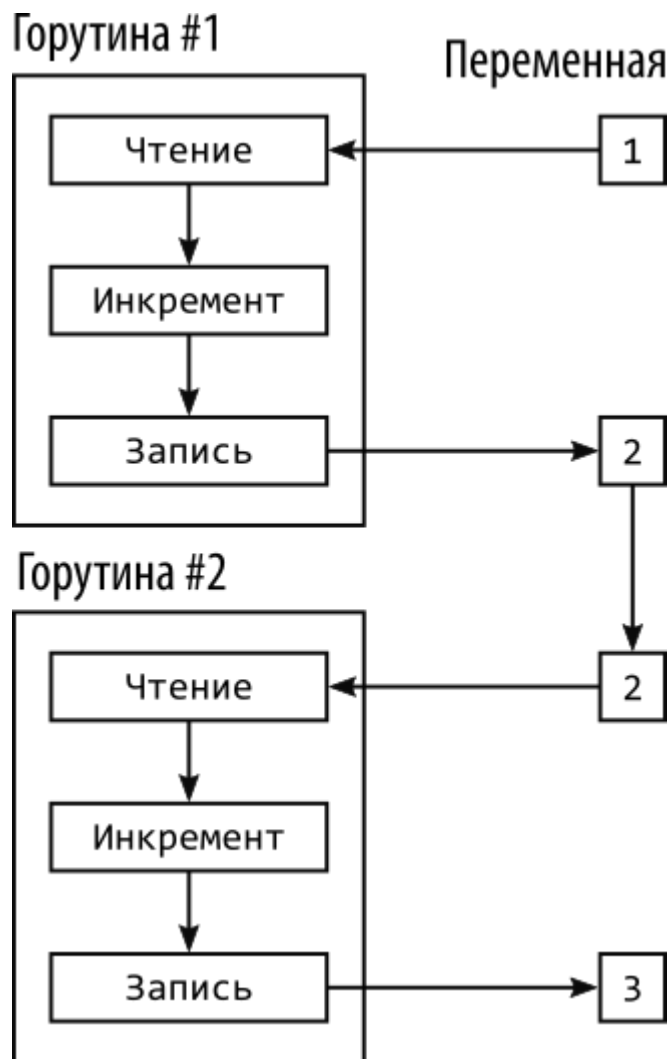 Горутина #1
Переменная
Чтение
1
Инкремент
Запись
2
Горутина #2
Чтение
2
Инкремент
Запись
3